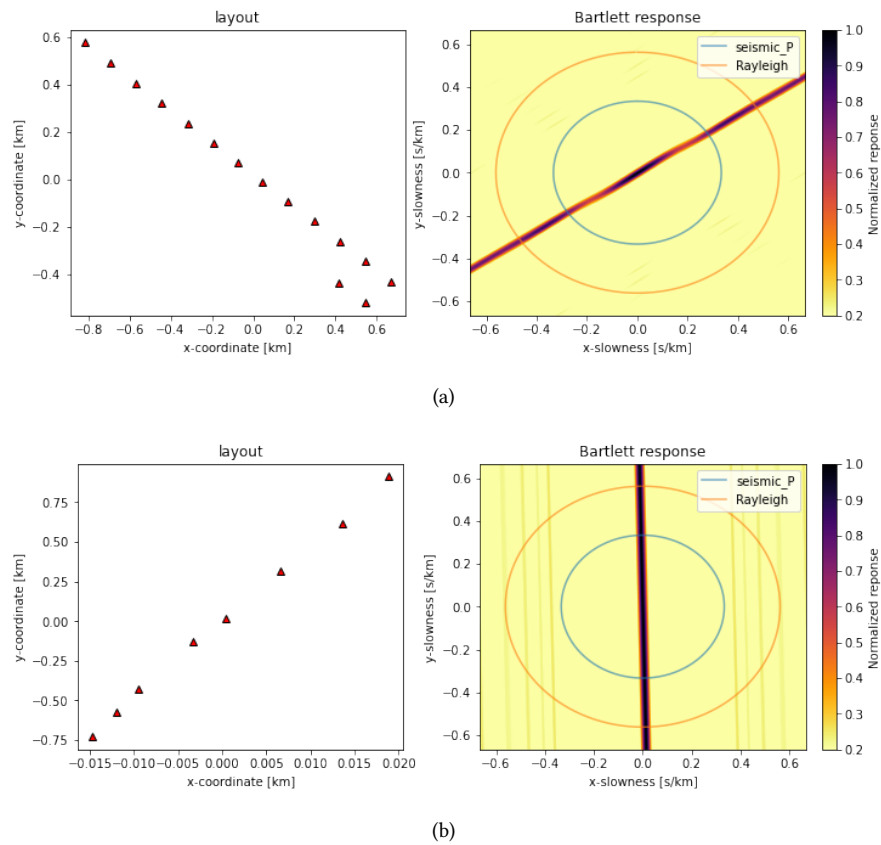 layout
Bartlett response
0.6
0.4
0.2
0.0
−0.2
−0.4
y-coordinate [km]
−0.8 −0.6 −0.4 −0.2 0.0 0.2 0.4 0.6
x-coordinate [km]
0.6
0.4
0.2
0.0
−0.2
−0.4
−0.6
y-slowness [s/km]
seismic_P
Rayleigh
−0.6 −0.4 −0.2 0.0 0.2 0.4 0.6
x-slowness [s/km]
1.0
0.9
0.8
0.7
0.6
0.5
0.4
0.3
0.2
Normalized reponse
(a)
layout
Bartlett response
0.75
0.50
0.25
0.00
−0.25
−0.50
−0.75
y-coordinate [km]
−0.015 −0.010 −0.005 0.000 0.005 0.010 0.015 0.020
x-coordinate [km]
0.6
0.4
0.2
0.0
−0.2
−0.4
−0.6
y-slowness [s/km]
seismic_P
Rayleigh
−0.6 −0.4 −0.2 0.0 0.2 0.4 0.6
x-slowness [s/km]
1.0
0.9
0.8
0.7
0.6
0.5
0.4
0.3
0.2
Normalized reponse
(b)